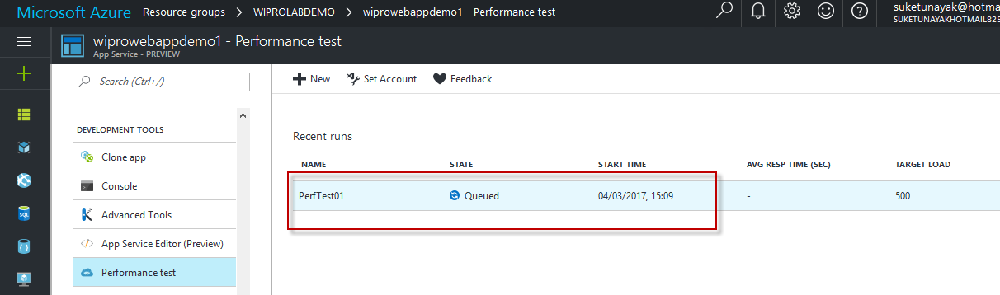 Microsoft Azure Resource groups > WIPROLABDEMO > wiprowebappdemo1 - Performance test
suketunayak@hotma
SUKETUNAYAKHOTMAIL825
wiprowebappdemo1 - Performance test
App Service - PREVIEW
Search (Ctrl+/)
New Set Account Feedback
DEVELOPMENT TOOLS
Clone app
Console
Advanced Tools
App Service Editor (Preview)
Performance test
Recent runs
NAME STATE START TIME AVG RESP TIME (SEC) TARGET LOAD
PerfTest01 Queued 04/03/2017, 15:09 - 500
SQL